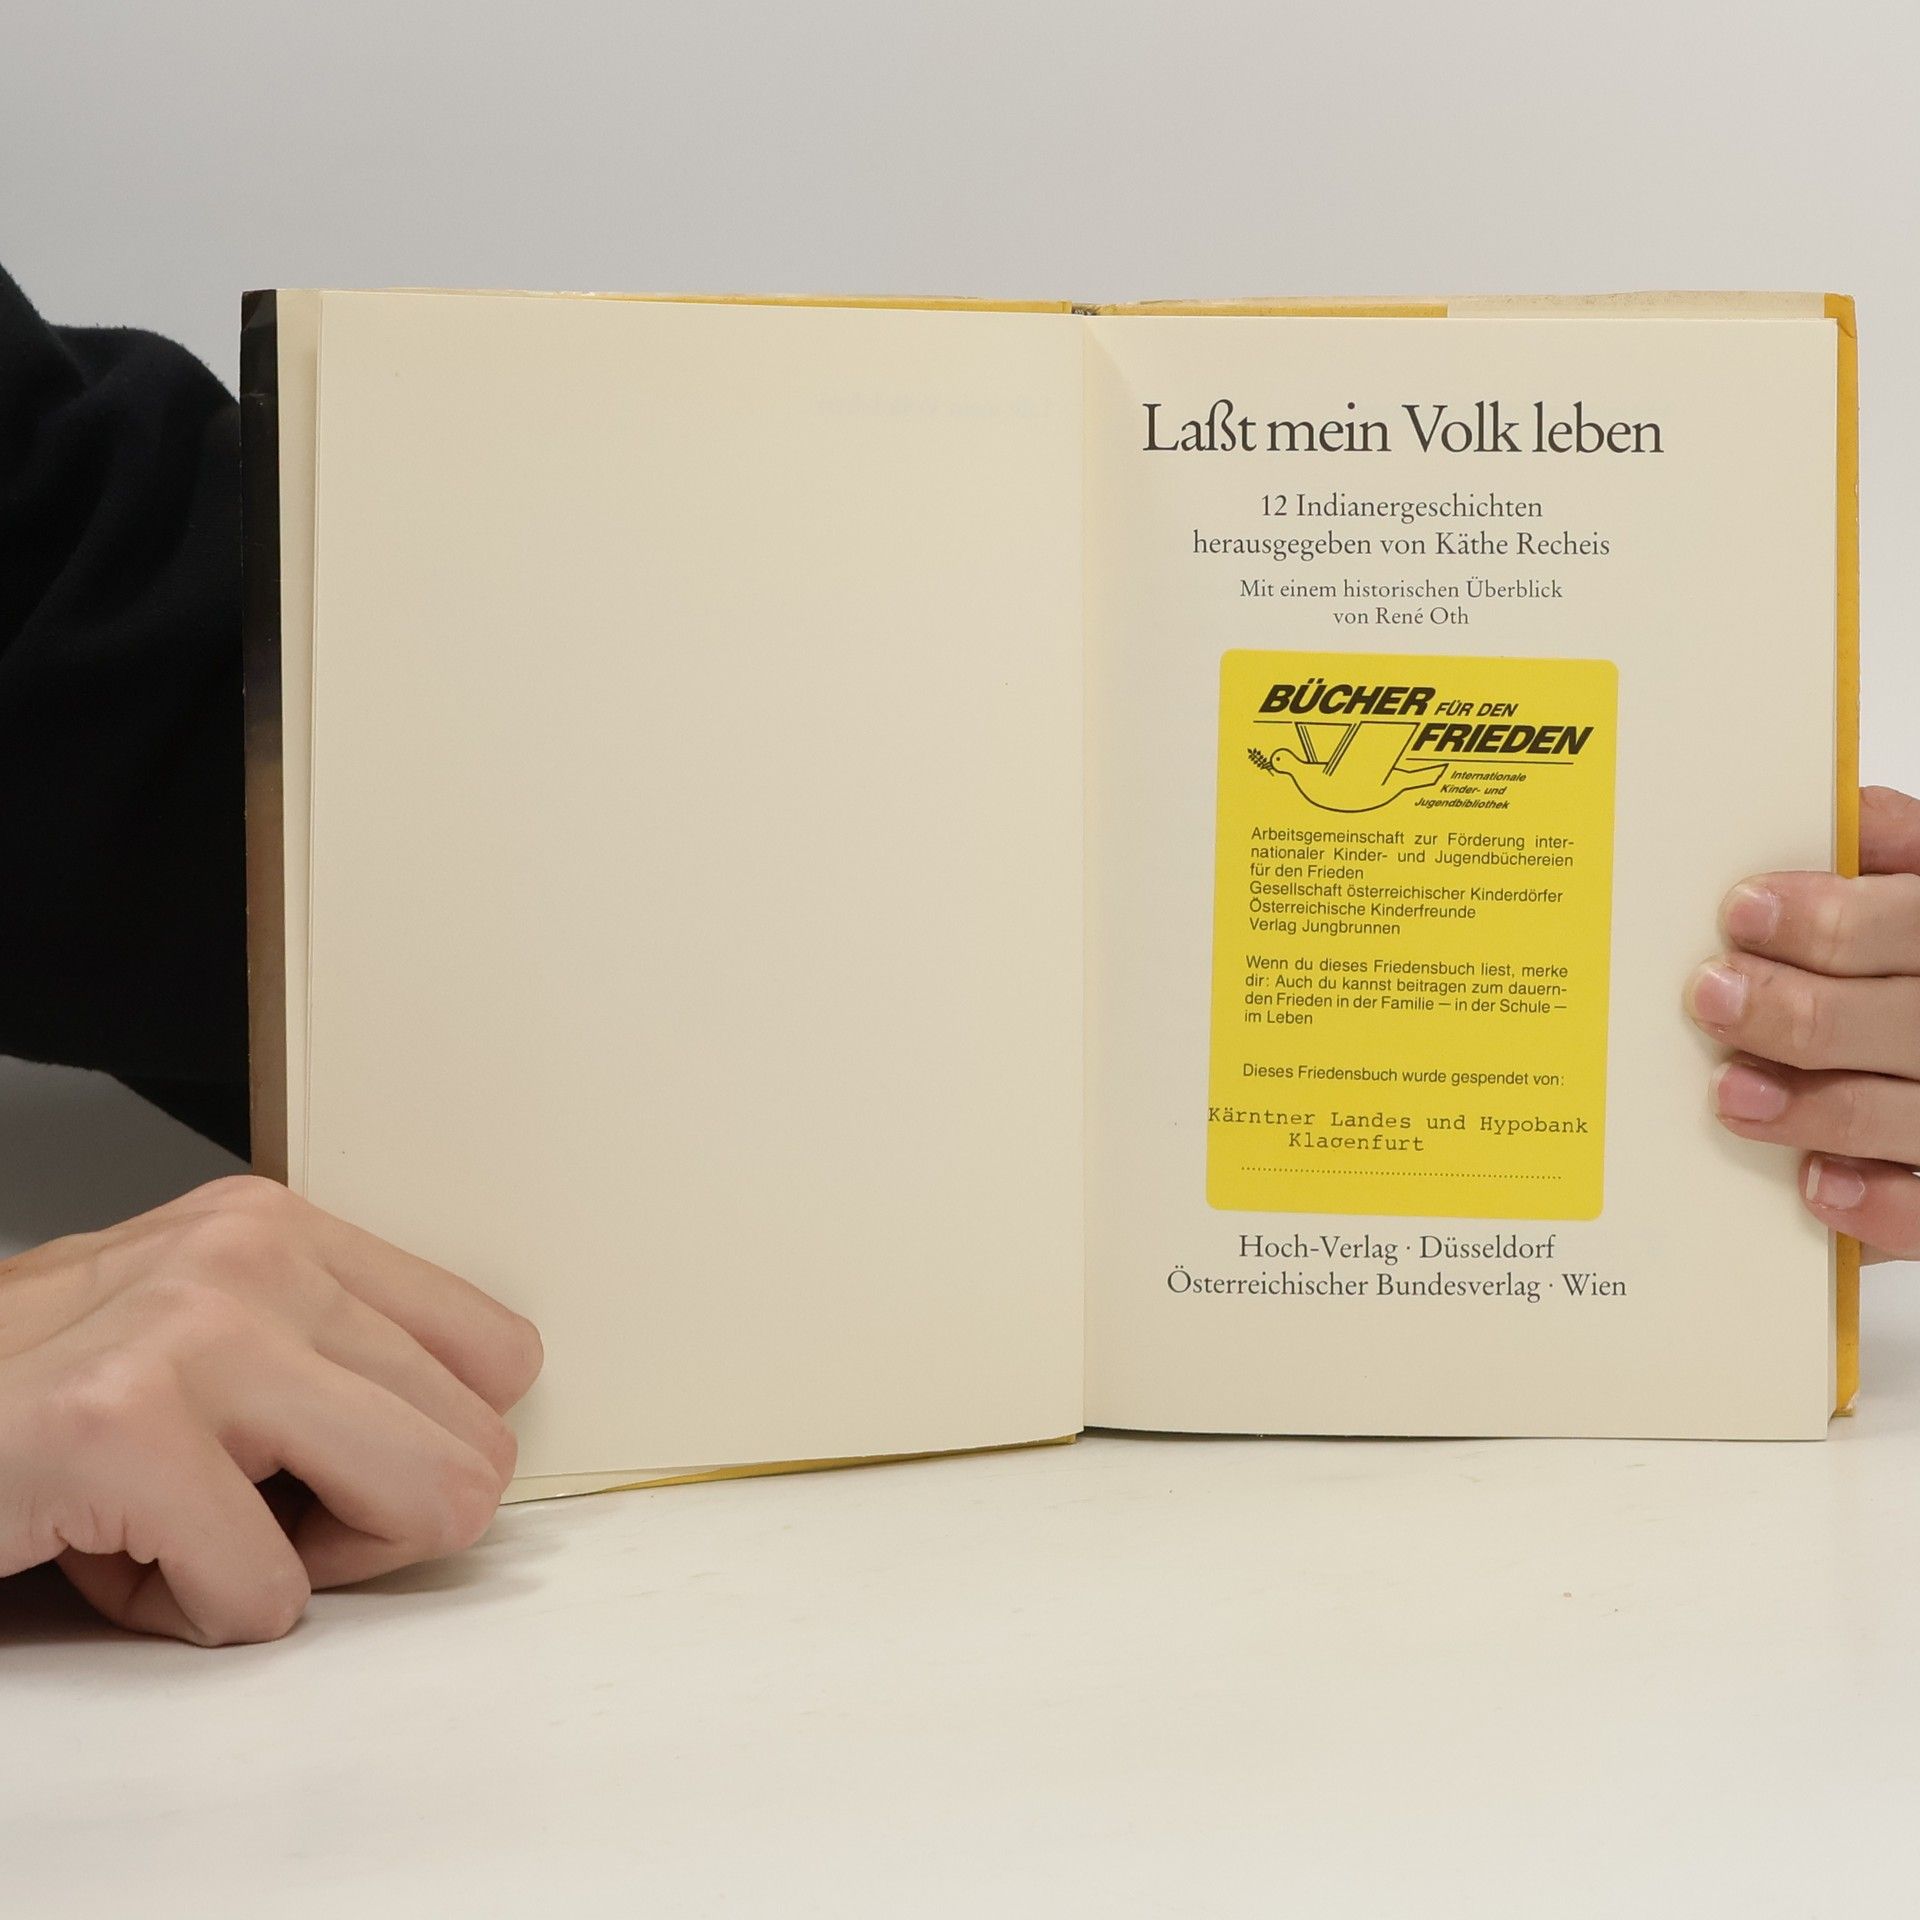 Laßt mein Volk leben
12 Indianergeschichten
herausgegeben von Käthe Recheis
Mit einem historischen Überblick
von René Oth
BÜCHER FÜR DEN
FRIEDEN
Internationale
Kinder- und
Jugendbibliothek
Arbeitsgemeinschaft zur Förderung inter-
nationaler Kinder- und Jugendbüchereien
für den Frieden
Gesellschaft österreichischer Kinderdörfer
Österreichische Kinderfreunde
Verlag Jungbrunnen
Wenn du dieses Friedensbuch liest, merke
dir: Auch du kannst beitragen zum dauern-
den Frieden in der Familie — in der Schule —
im Leben
Dieses Friedensbuch wurde gespendet von:
Kärntner Landes und Hypobank
Klagenfurt
Hoch-Verlag · Düsseldorf
Österreichischer Bundesverlag · Wien